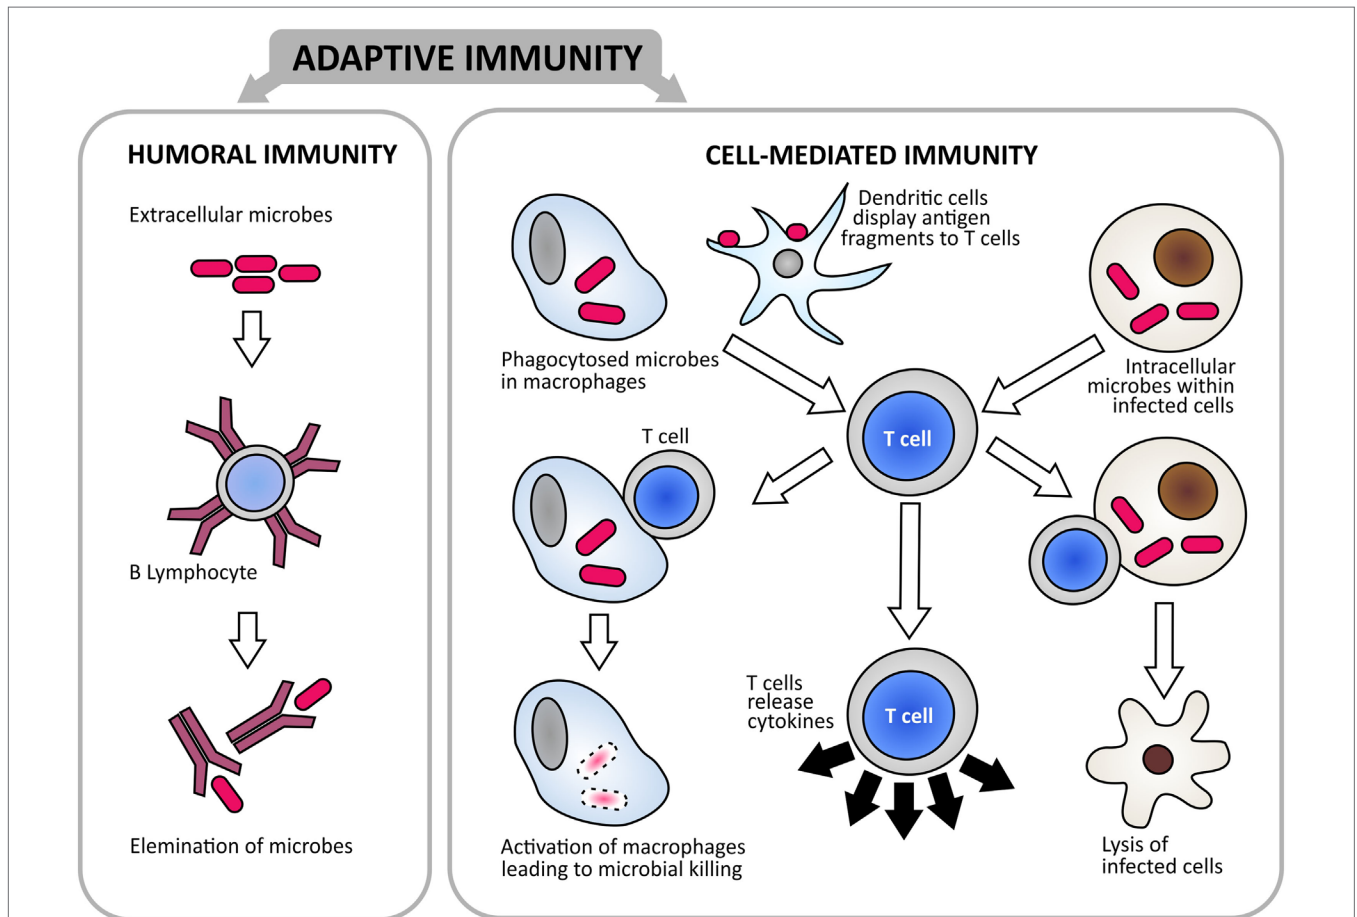 ADAPTIVE IMMUNITY
HUMORAL IMMUNITY
Extracellular microbes
B Lymphocyte
Elemination of microbes
CELL-MEDIATED IMMUNITY
Dendritic cells
display antigen
fragments to T cells
Phagocytosed microbes
in macrophages
Intracellular
microbes within
infected cells
T cell
T cell
T cells
release
cytokines
T cell
Activation of macrophages
leading to microbial killing
Lysis of
infected cells